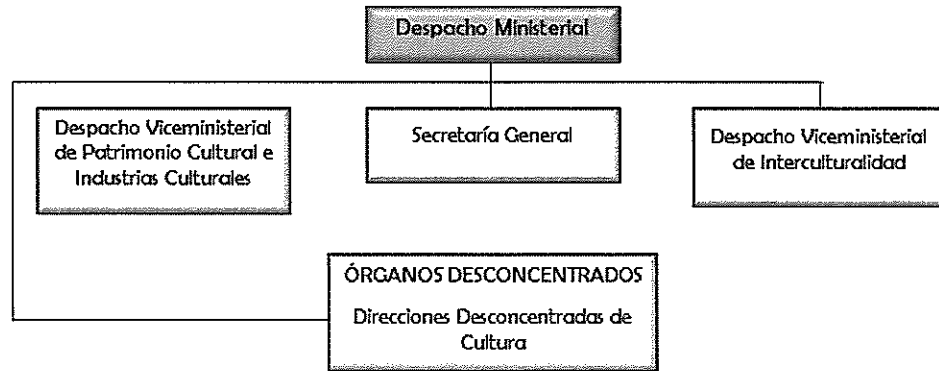 Despacho Ministerial
Despacho Viceministerial
de Patrimonio Cultural e
Industrias Culturales
Secretaría General
Despacho Viceministerial
de Interculturalidad
ÓRGANOS DESCONCENTRADOS
Direcciones Desconcentradas de
Cultura